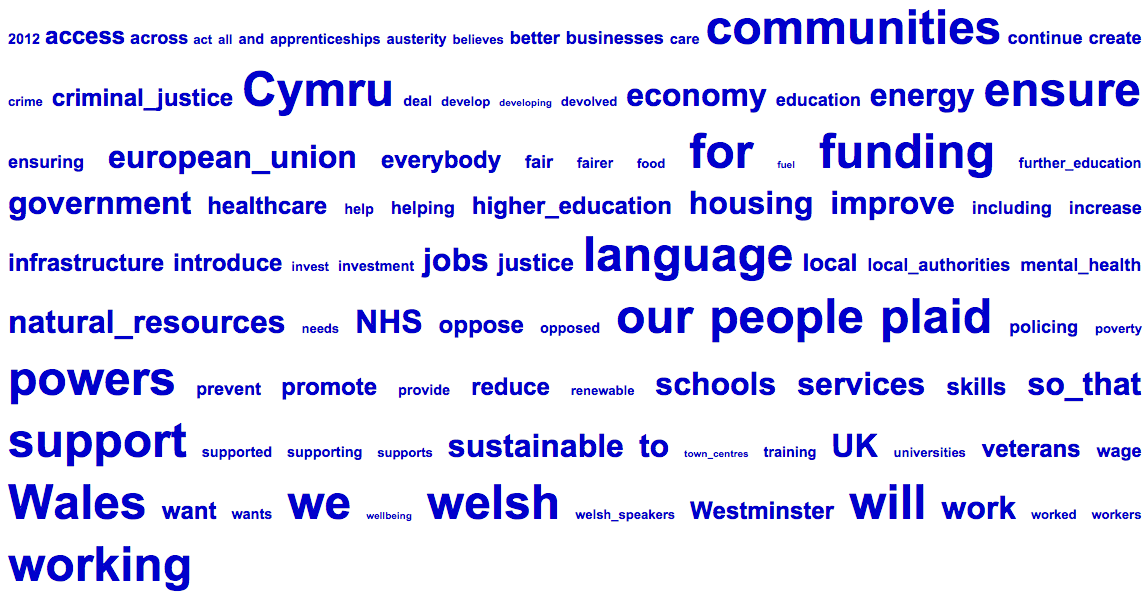 2012 access across act all and apprenticeships austerity believes better businesses care communities continue create
crime criminal_justice Cymru deal develop developing devolved economy education energy ensure
ensuring european_union everybody fair fairer food for fuel funding further_education
government healthcare help helping higher_education housing improve including increase
infrastructure introduce invest investment jobs justice language local local_authorities mental_health
natural_resources needs NHS oppose opposed our people plaid policing poverty
powers prevent promote provide reduce renewable schools services skills so_that
support supported supporting supports sustainable to town_centres training UK universities veterans wage
Wales want wants we wellbeing welsh welsh_speakers Westminster will work worked workers
working